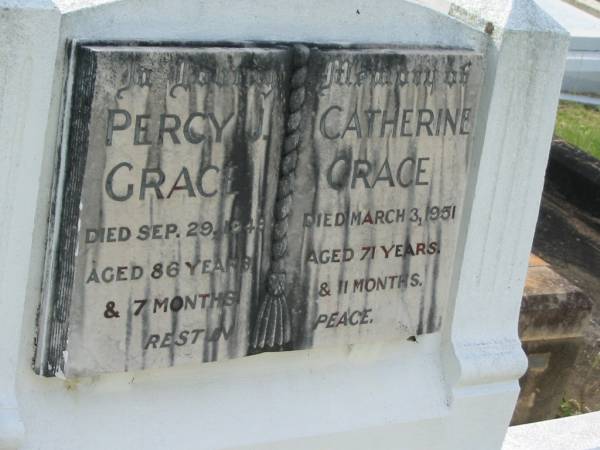 In Loving Memory of
PERCY J. GRACE
DIED SEP. 29,
AGED 86 YEARS
& 7 MONTHS.
CATHERINE GRACE
DIED MARCH 3, 1951
AGED 71 YEARS.
& 11 MONTHS.
REST IN PEACE.